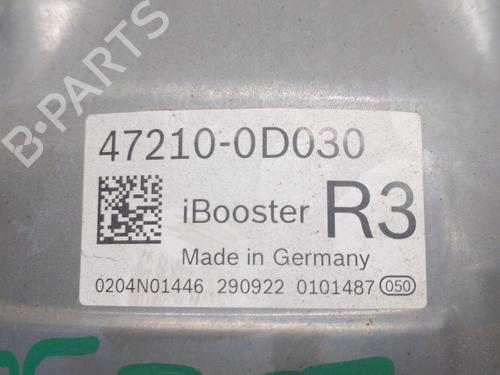 B-PARTS
47210-0D030
iBooster R3
Made in Germany
0204N01446 290922 0101487 050